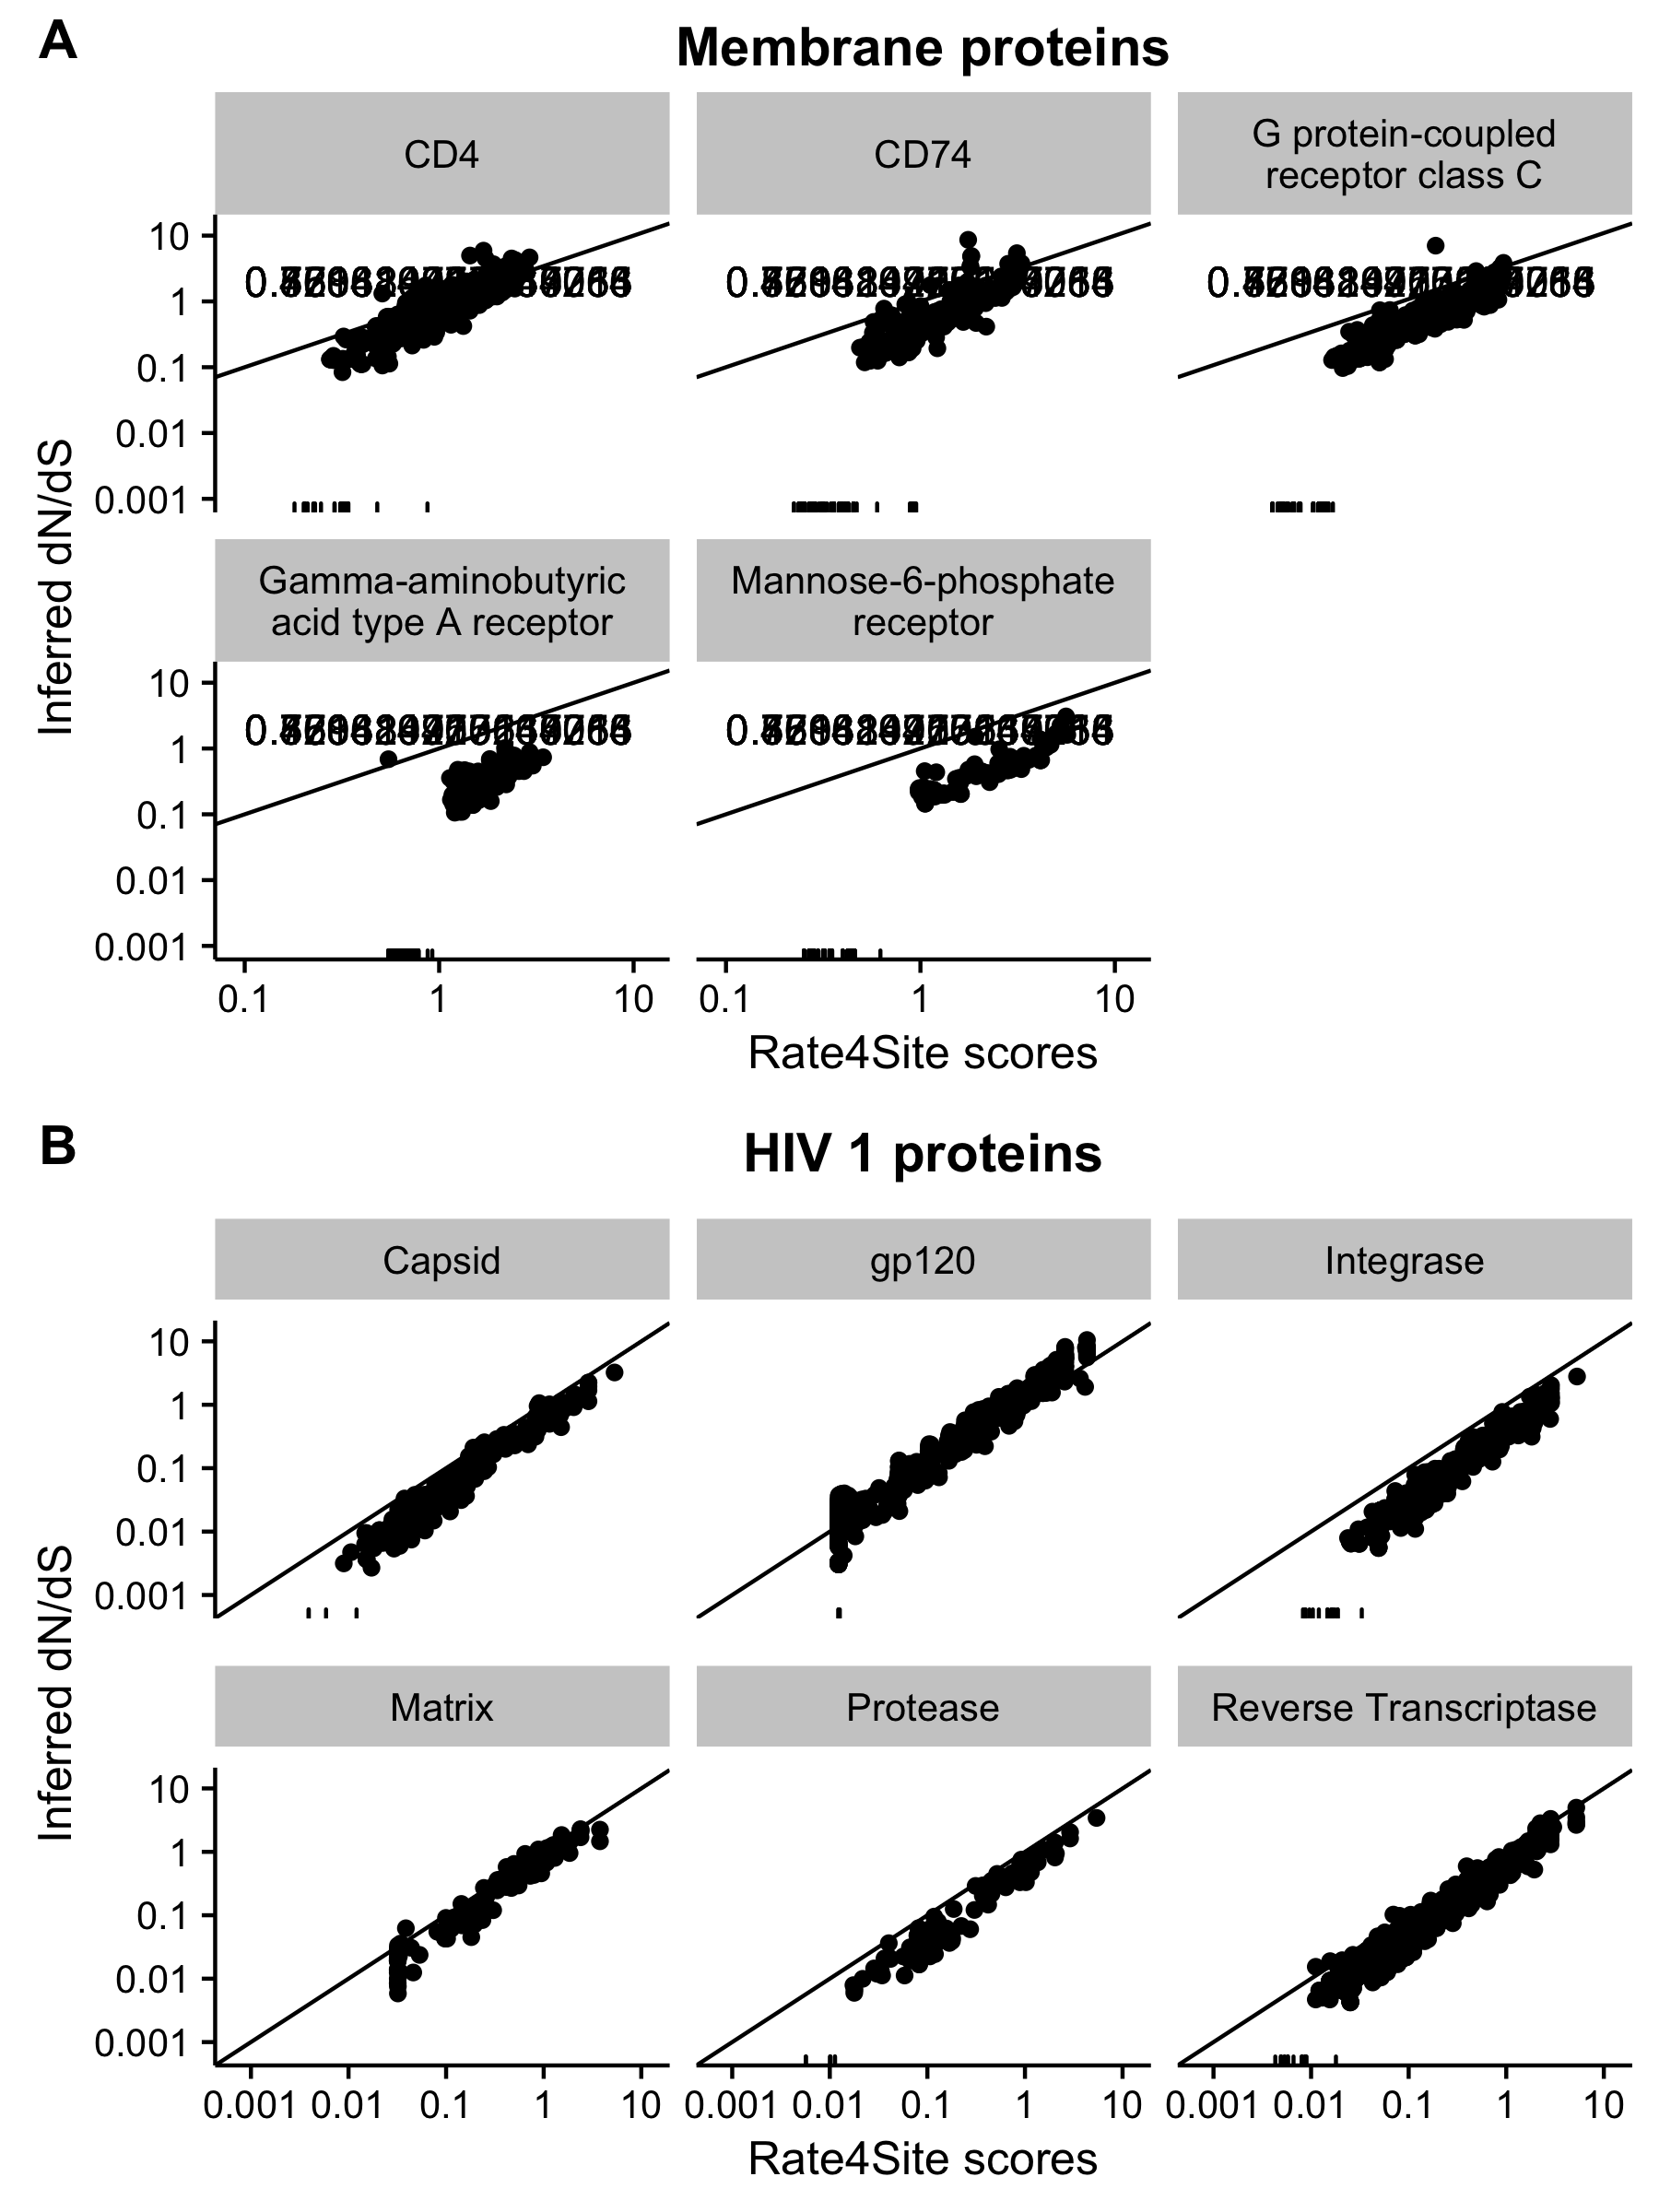 A
Membrane proteins
CD4
CD74
G protein-coupled
receptor class C
10
1
0.1
0.01
0.001
Gamma-aminobutyric
acid type A receptor
Mannose-6-phosphate
receptor
10
1
0.1
0.01
0.001
Inferred dN/dS
0.1
1
10
0.1
1
10
Rate4Site scores
B
HIV 1 proteins
Capsid
gp120
Integrase
10
1
0.1
0.01
0.001
Matrix
Protease
Reverse Transcriptase
10
1
0.1
0.01
0.001
Inferred dN/dS
0.001
0.01
0.1
1
10
0.001
0.01
0.1
1
10
0.001
0.01
0.1
1
10
Rate4Site scores